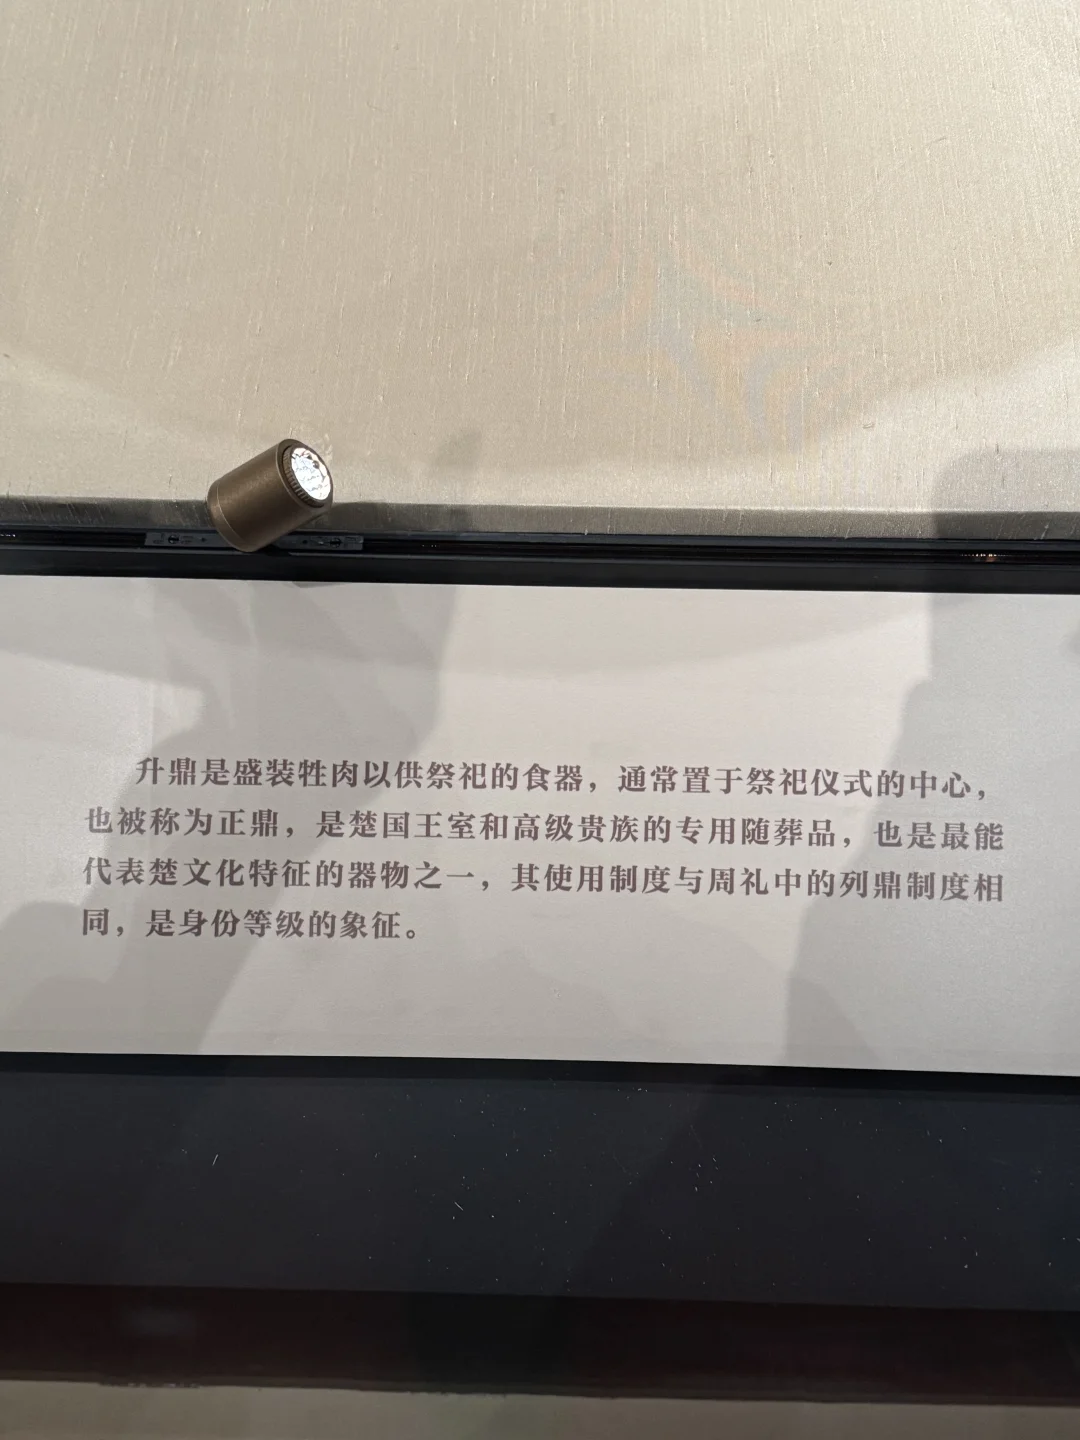 升鼎是盛装牲肉以供祭祀的食器，通常置于祭祀仪式的中心，
也被称为正鼎，是楚国王室和高级贵族的专用随葬品，也是最能
代表楚文化特征的器物之一，其使用制度与周礼中的列鼎制度相
同，是身份等级的象征。